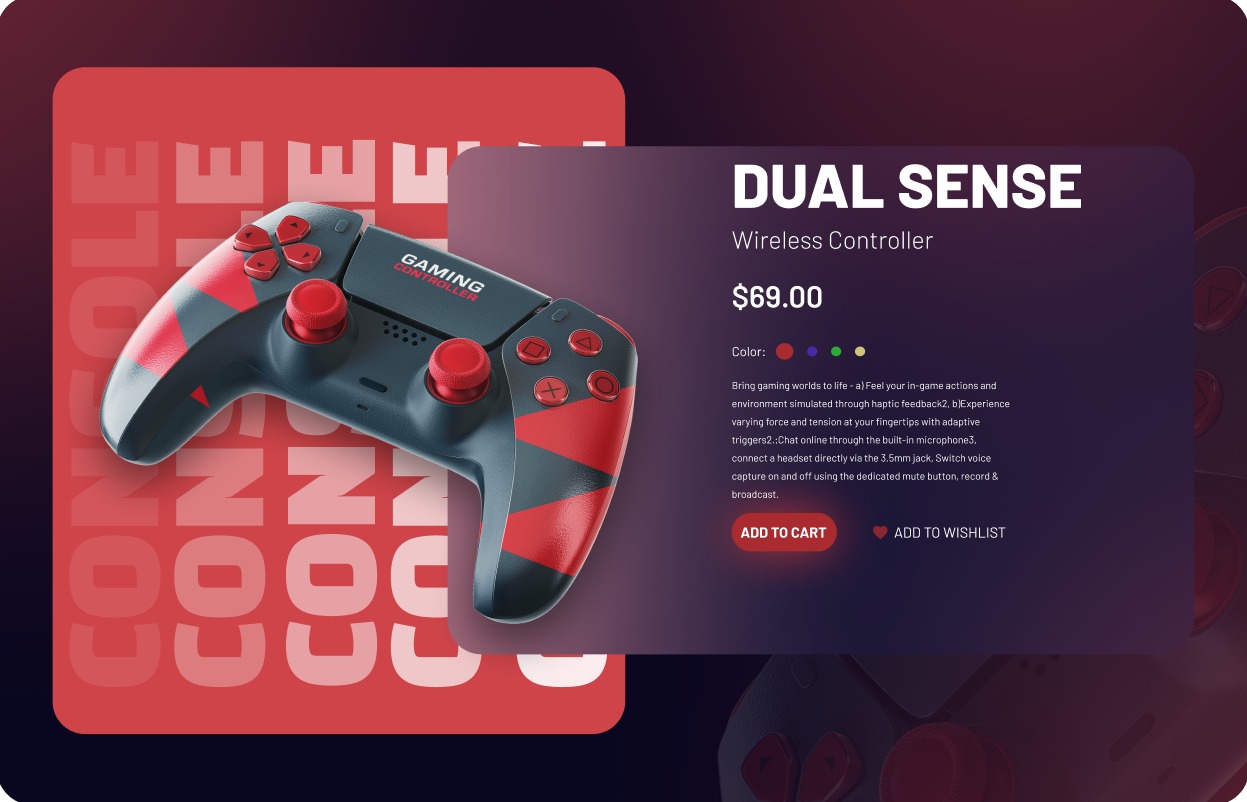 CONSOLE
CONSOLE
CONSOLE
CONSOLE
GAMING
CONTROLLER
DUAL SENSE
Wireless Controller
$69.00
Color:
Bring gaming worlds to life - a) Feel your in-game actions and
environment simulated through haptic feedback2, b)Experience
varying force and tension at your fingertips with adaptive
triggers2.;Chat online through the built-in microphone3,
connect a headset directly via the 3.5mm jack, Switch voice
capture on and off using the dedicated mute button, record &
broadcast.
ADD TO CART
ADD TO WISHLIST